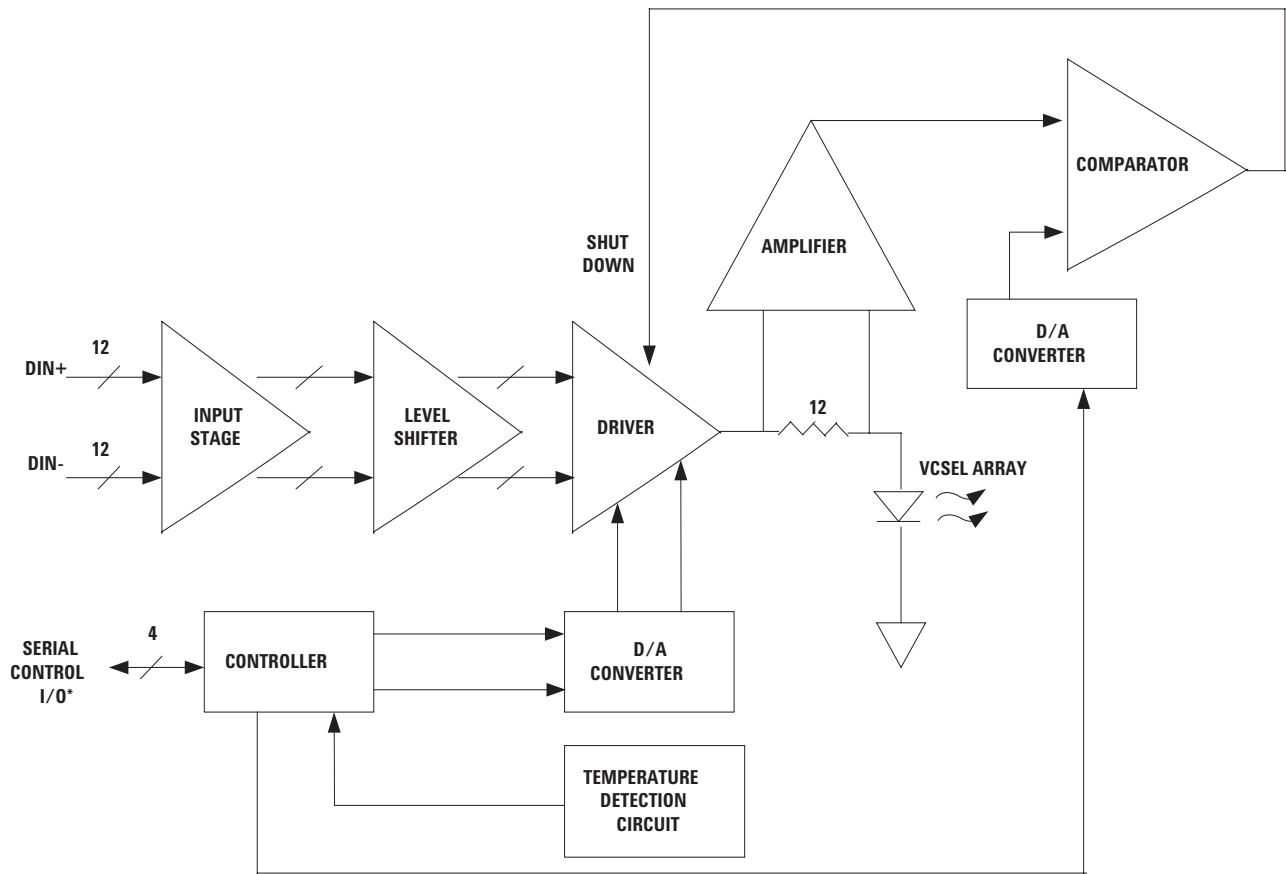 COMPARATOR
AMPLIFIER
SHUT
DOWN
D/A
CONVERTER
12
DIN+
12
DIN-
INPUT
STAGE
LEVEL
SHIFTER
DRIVER
12
VCSEL ARRAY
SERIAL
CONTROL
I/O*
4
CONTROLLER
D/A
CONVERTER
TEMPERATURE
DETECTION
CIRCUIT